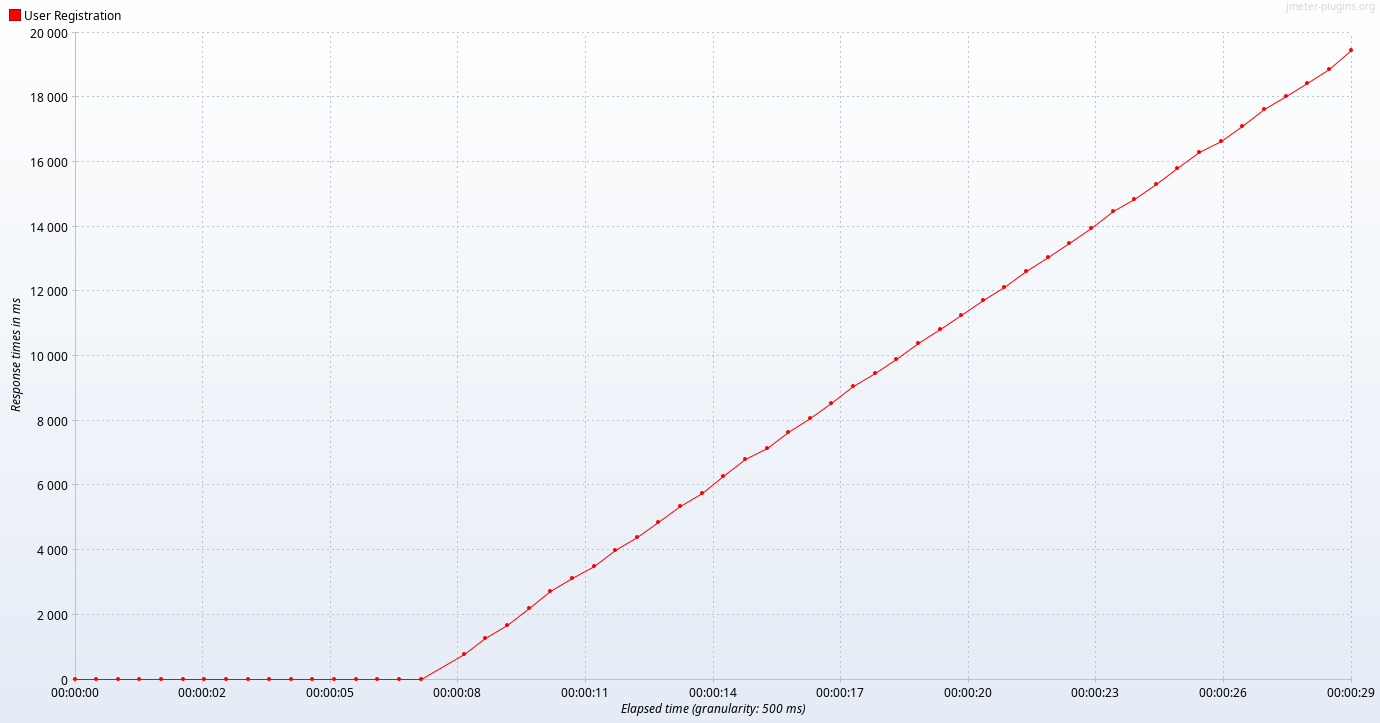 jmeter-plugins.org
User Registration
20 000
18 000
16 000
14 000
12 000
10 000
8 000
6 000
4 000
2 000
0
Response times in ms
00:00:00 00:00:02 00:00:05 00:00:08 00:00:11 00:00:14 00:00:17 00:00:20 00:00:23 00:00:26 00:00:29
Elapsed time (granularity: 500 ms)